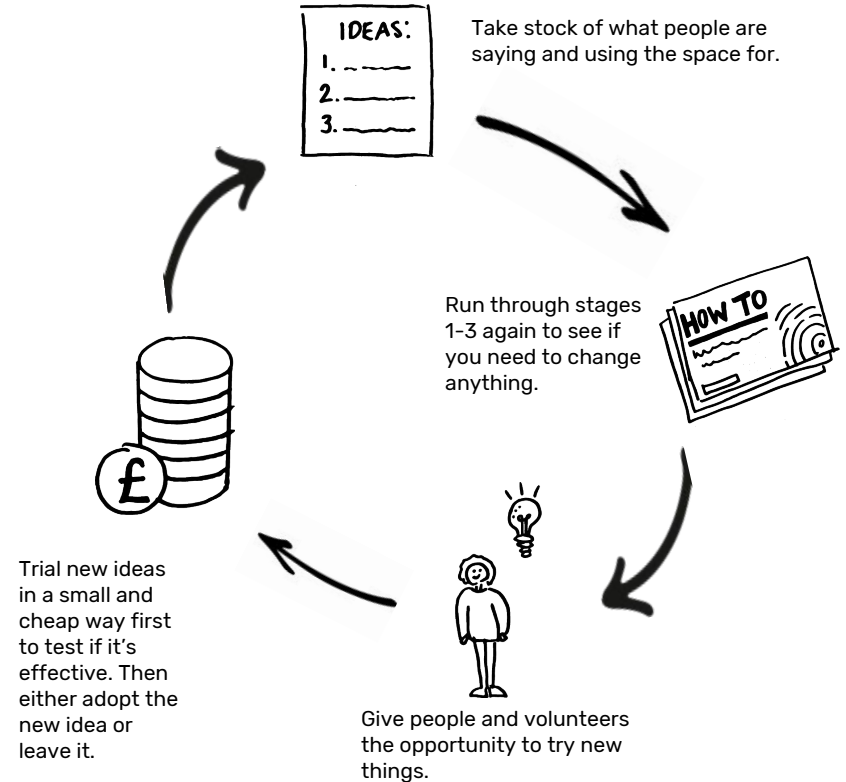 IDEAS:
1.
2.
3.
Take stock of what people are
saying and using the space for.
Run through stages
1-3 again to see if
you need to change
anything.
HOW TO
£
Trial new ideas
in a small and
cheap way first
to test if it’s
effective. Then
either adopt the
new idea or
leave it.
Give people and volunteers
the opportunity to try new
things.